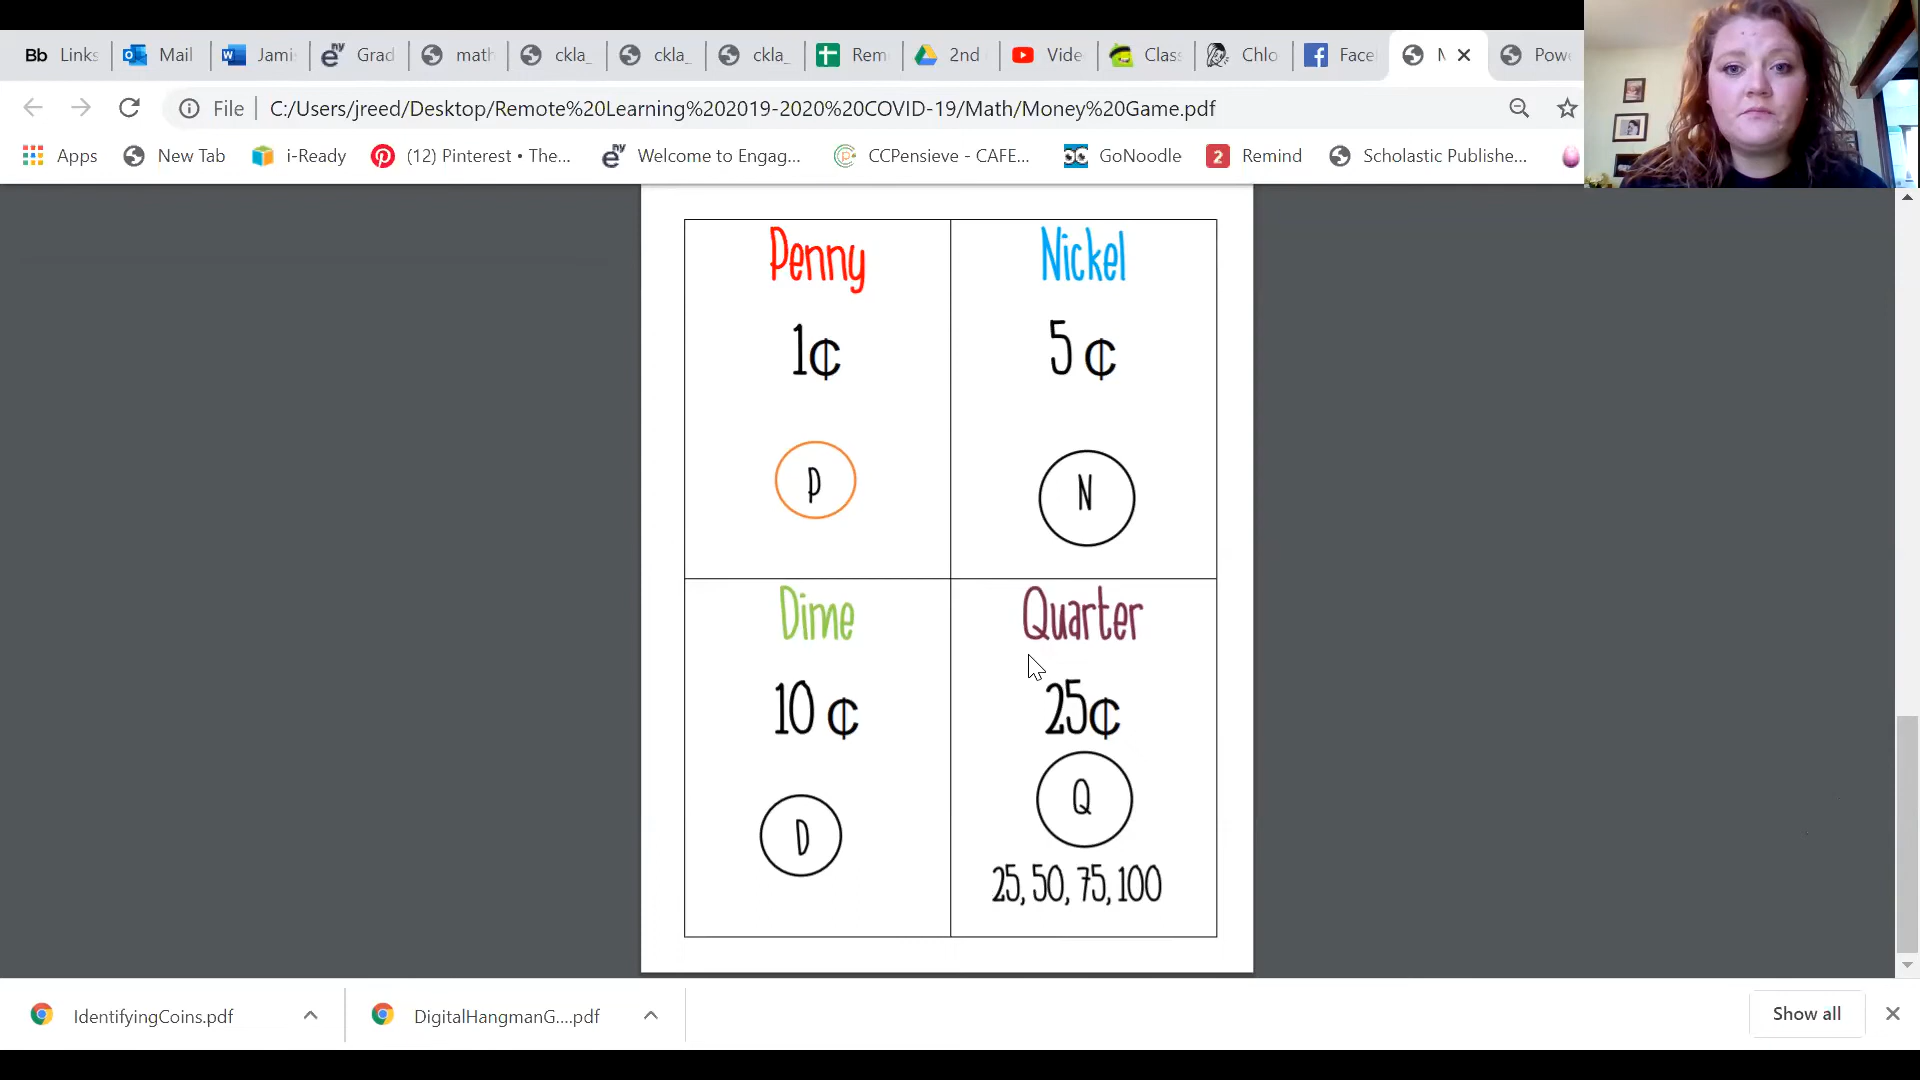 Bb Links Mail Jami Grad math ckla_ ckla_ ckla_ Rem 2nd Vide Clas Chlo Face Pow
File C:/Users/jreed/Desktop/Remote%20Learning%202019-2020%20COVID-19/Math/Money%20Game.pdf
Apps New Tab i-Ready (12) Pinterest • The... Welcome to Engag... CCPensieve - CAFE... GoNoodle 2 Remind Scholastic Publishe...
Penny
1¢
P
Nickel
5 ¢
N
Dime
10 ¢
D
Quarter
25¢
Q
25, 50, 75, 100
IdentifyingCoins.pdf DigitalHangmanG....pdf Show all